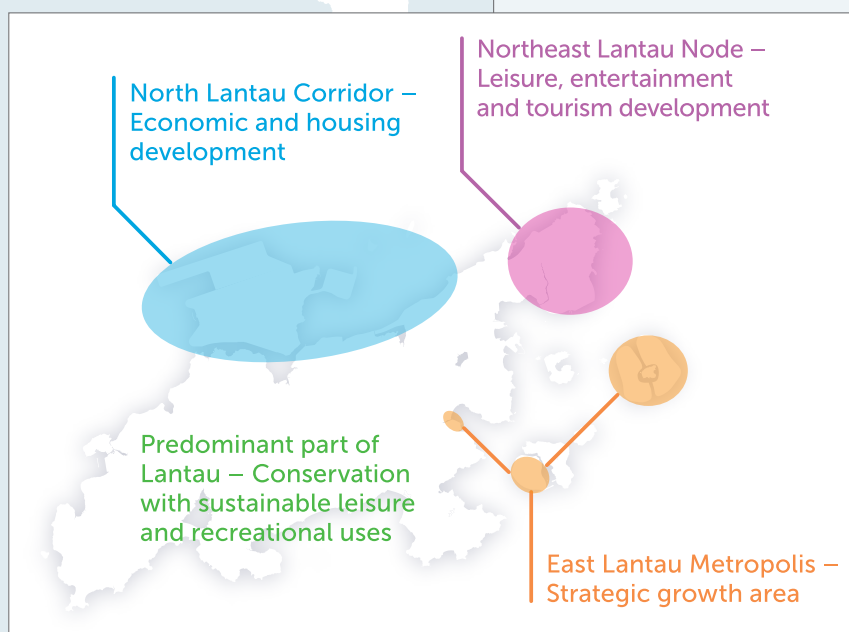 Northeast Lantau Node –
Leisure, entertainment
and tourism development
North Lantau Corridor –
Economic and housing
development
Predominant part of
Lantau – Conservation
with sustainable leisure
and recreational uses
East Lantau Metropolis –
Strategic growth area